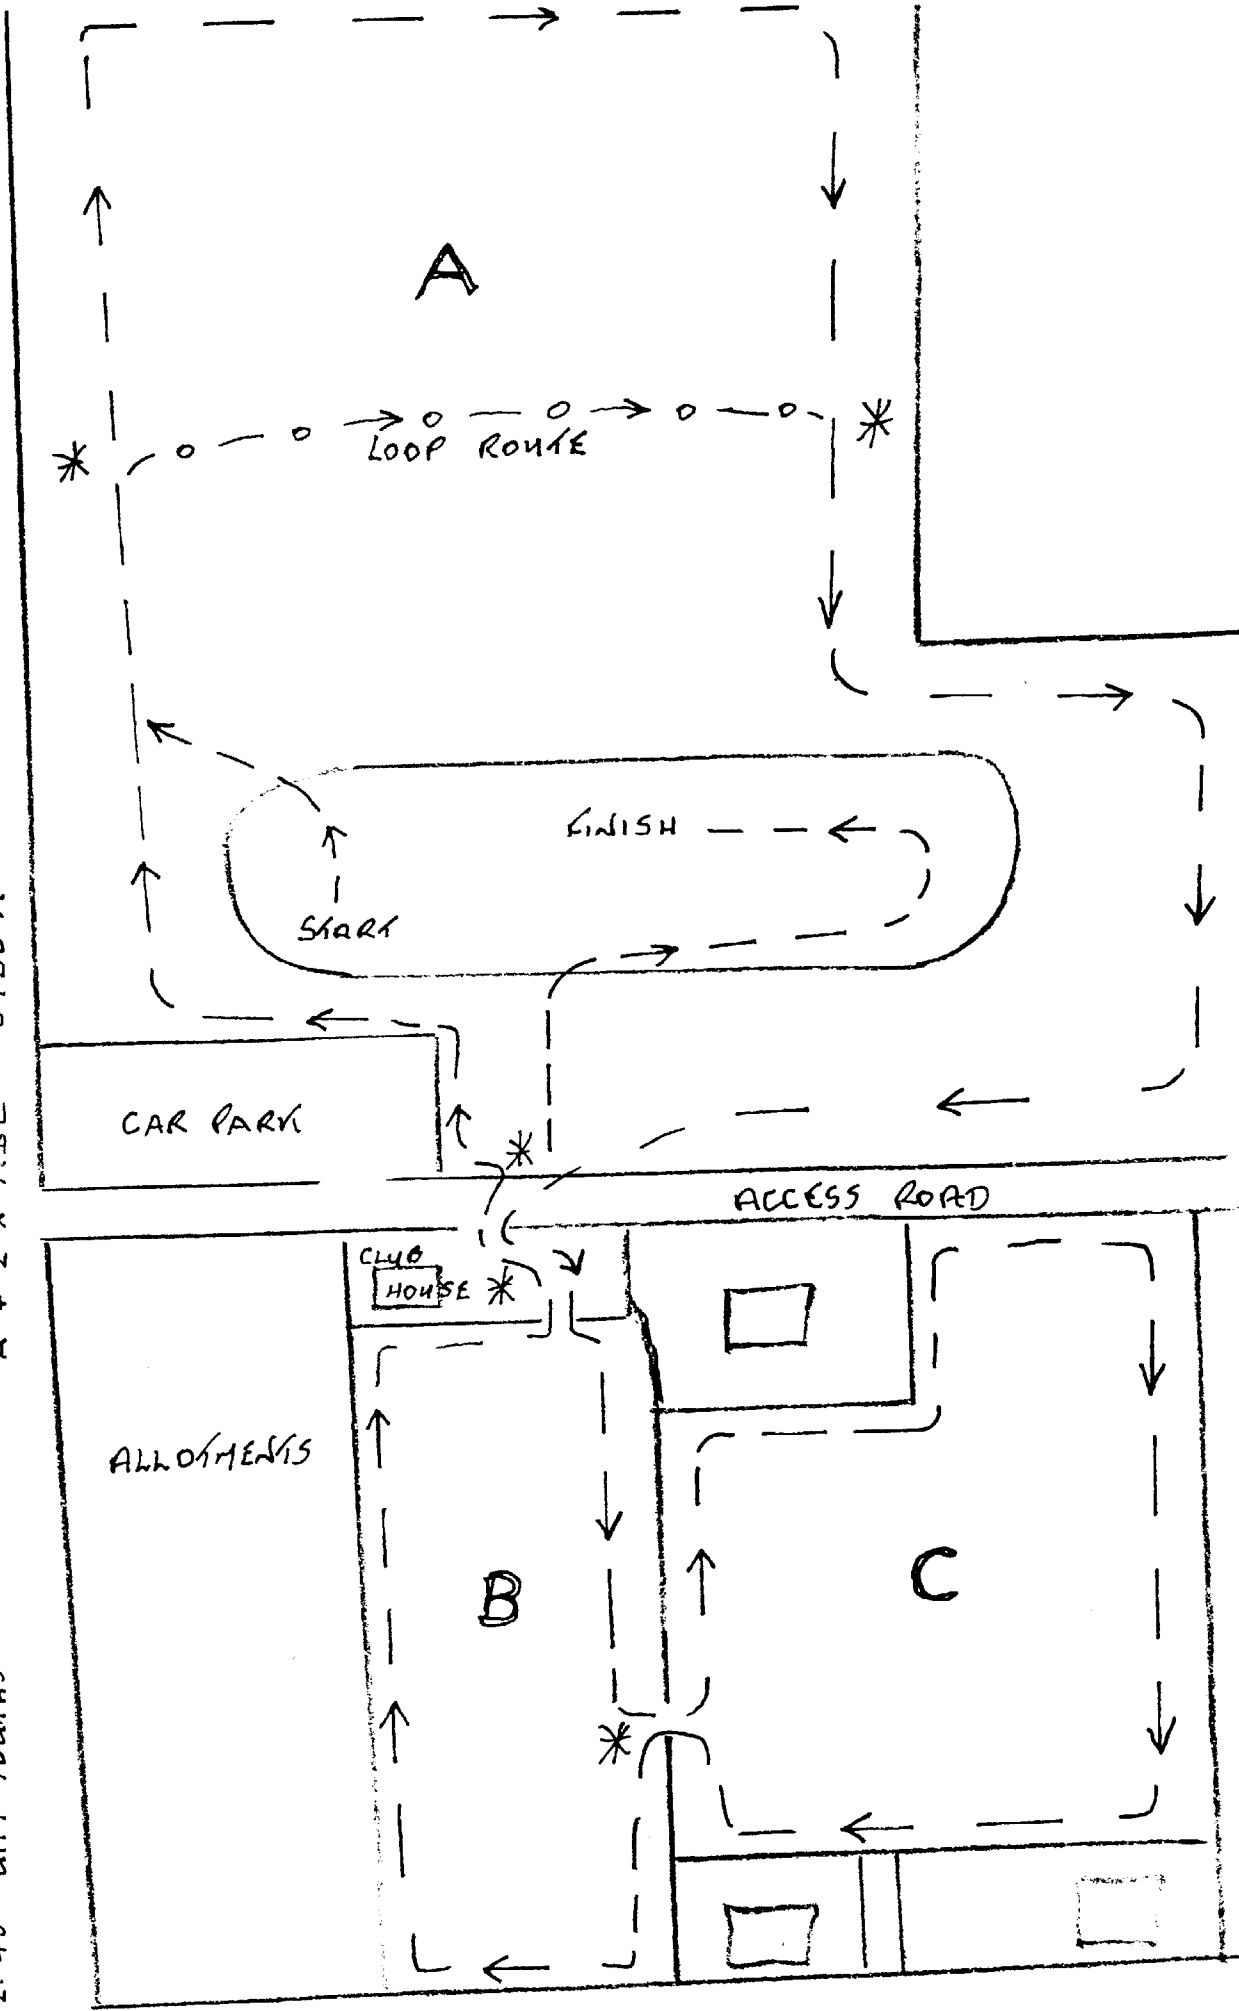 A
LOOP ROUTE
FINISH
START
CAR PARK
ACCESS ROAD
CLUB
HOUSE
ALLOTMENTS
B
C